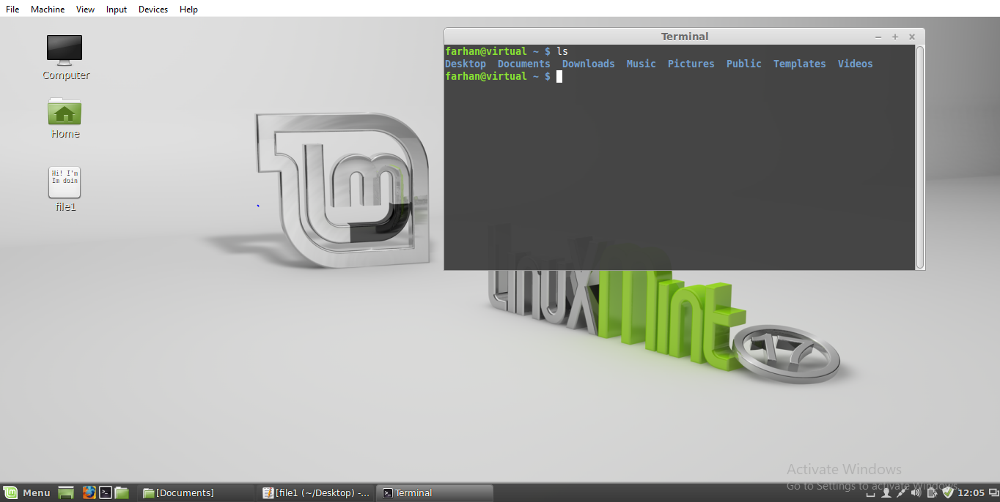 File Machine View Input Devices Help
Terminal
Computer
Home
Hi! I'm
Im doin
file1
farhan@virtual ~ $ ls
Desktop Documents Downloads Music Pictures Public Templates Videos
farhan@virtual ~ $
lm
LinuxMint 17
Activate Windows
Go to Settings to activate Windows.
Menu [Documents] [file1 (~/Desktop) -... Terminal 12:05